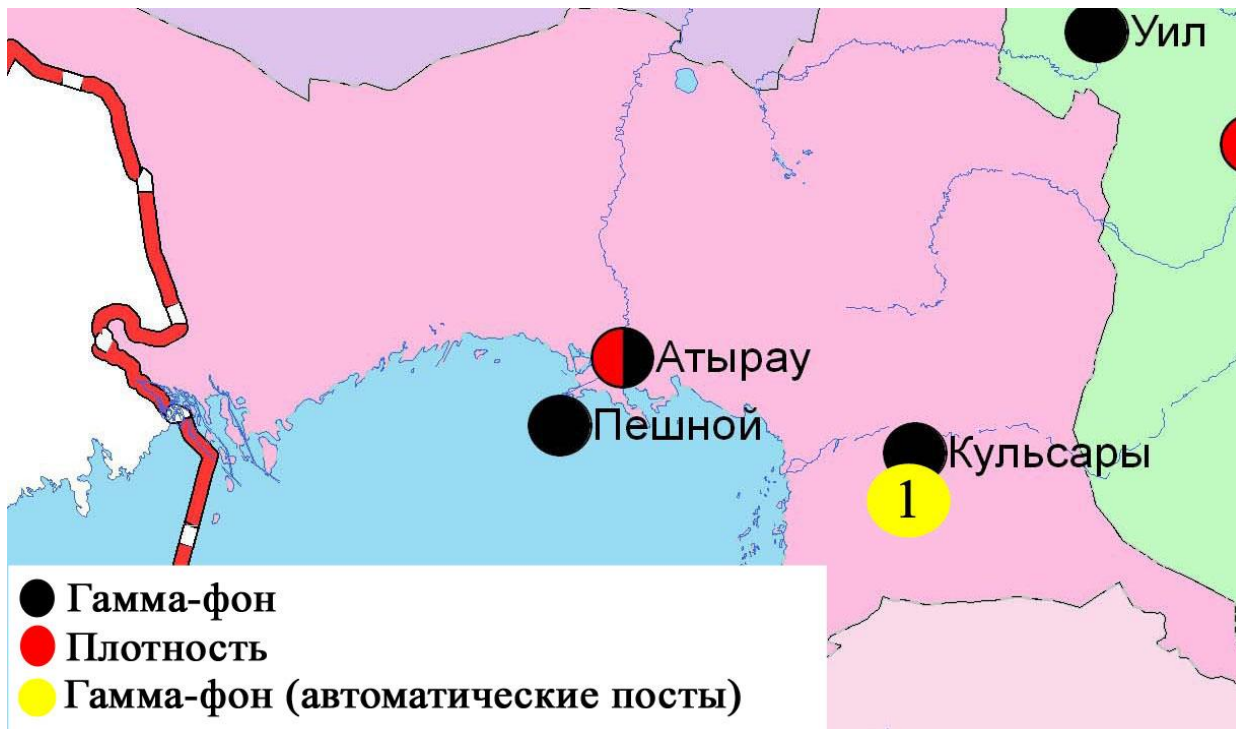 Уил
Атырау
Пешной
Кульсары
1
Гамма-фон
Плотность
Гамма-фон (автоматические посты)